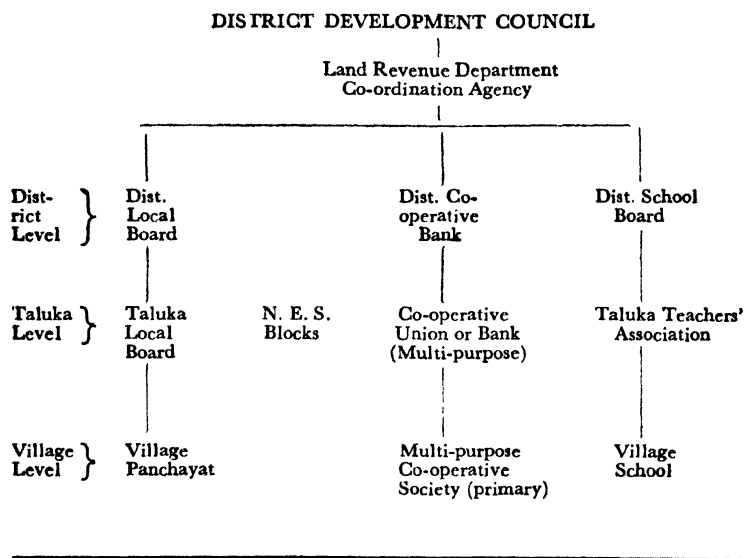 DISTRICT DEVELOPMENT COUNCIL
Land Revenue Department
Co-ordination Agency
Dist-
rict
Level
Dist.
Local
Board
Dist. Co-
operative
Bank
Dist. School
Board
Taluka
Level
Taluka
Local
Board
N. E. S.
Blocks
Co-operative
Union or Bank
(Multi-purpose)
Taluka Teachers'
Association
Village
Level
Village
Panchayat
Multi-purpose
Co-operative
Society (primary)
Village
School